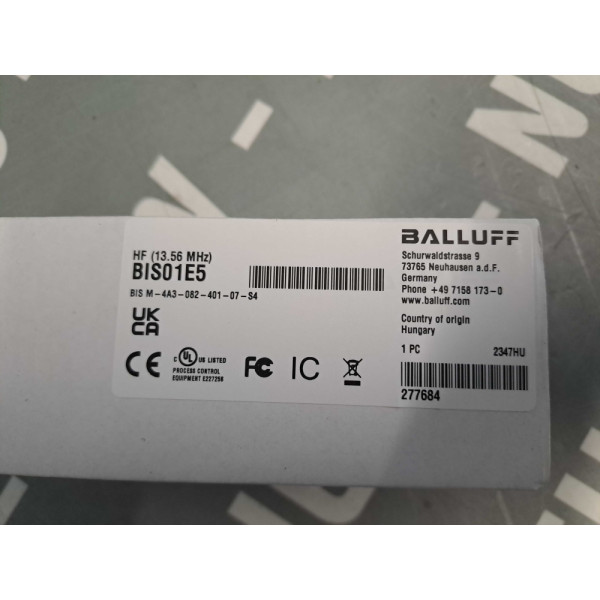 HF (13.56 MHz)
BIS01E5
BIS M-4A3-082-401-07-S4
UK
CA
CE
C UL US LISTED
PROCESS CONTROL
EQUIPMENT E227256
FC
IC
BALLUFF
Schurwaldstrasse 9
73765 Neuhausen a.d.F.
Germany
Phone +49 7158 173-0
www.balluff.com
Country of origin
Hungary
1 PC 2347HU
277684